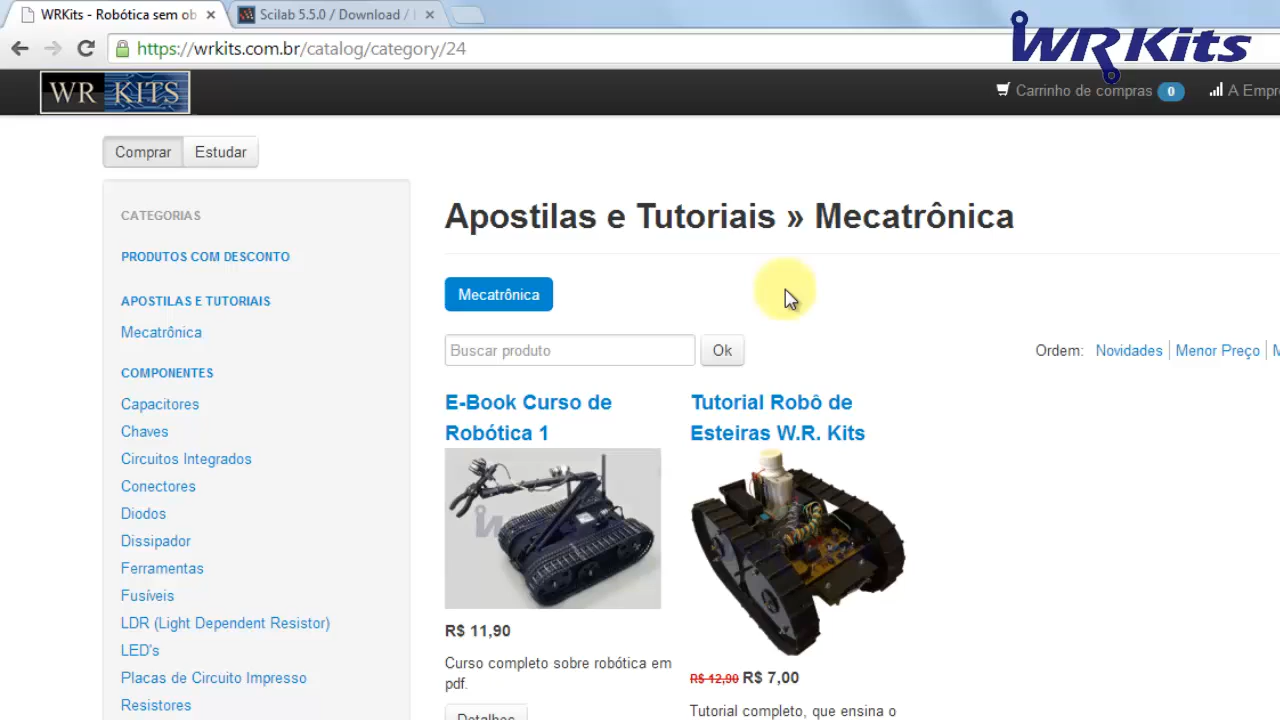 WRKits - Robótica sem ob
Scilab 5.5.0 / Download /
https://wrkits.com.br/catalog/category/24
WR Kits
WR KITS
Carrinho de compras 0
A Empr
Comprar
Estudar
CATEGORIAS
PRODUTOS COM DESCONTO
APOSTILAS E TUTORIAIS
Mecatrônica
COMPONENTES
Capacitores
Chaves
Circuitos Integrados
Conectores
Diodos
Dissipador
Ferramentas
Fusíveis
LDR (Light Dependent Resistor)
LED's
Placas de Circuito Impresso
Resistores
Apostilas e Tutoriais » Mecatrônica
Mecatrônica
Buscar produto
Ok
Ordem: Novidades Menor Preço M
E-Book Curso de
Robótica 1
R$ 11,90
Curso completo sobre robótica em
pdf.
Detalhes
Tutorial Robô de
Esteiras W.R. Kits
R$ 12,90 R$ 7,00
Tutorial completo, que ensina o